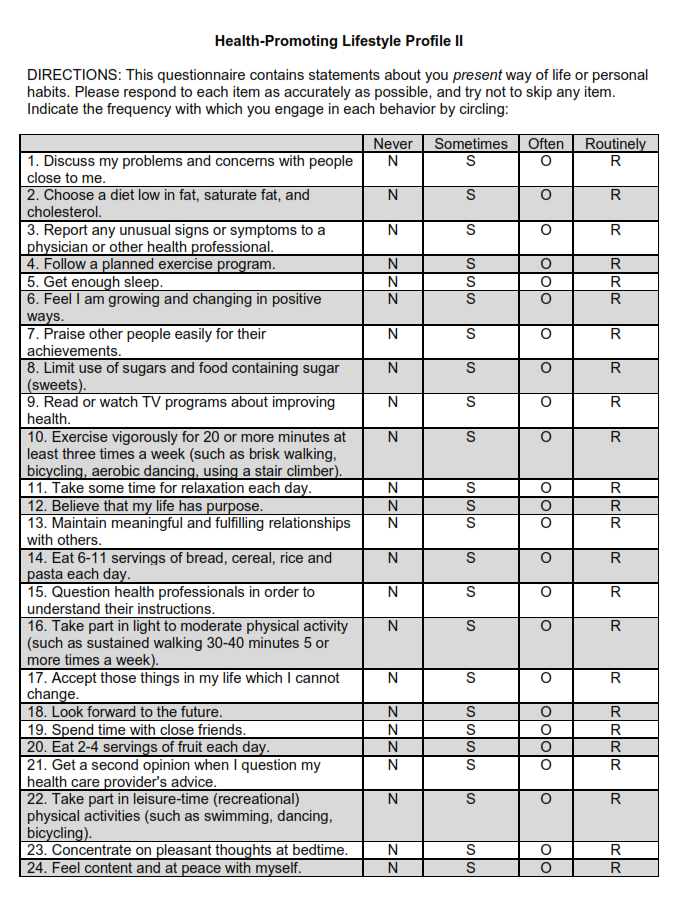 Health-Promoting Lifestyle Profile II
DIRECTIONS: This questionnaire contains statements about you present way of life or personal
habits. Please respond to each item as accurately as possible, and try not to skip any item.
Indicate the frequency with which you engage in each behavior by circling:
Never Sometimes Often Routinely
1. Discuss my problems and concerns with people N S O R
close to me.
2. Choose a diet low in fat, saturate fat, and N S O R
cholesterol.
3. Report any unusual signs or symptoms to a N S O R
physician or other health professional.
4. Follow a planned exercise program. N S O R
5. Get enough sleep. N S O R
6. Feel I am growing and changing in positive N S O R
ways.
7. Praise other people easily for their N S O R
achievements.
8. Limit use of sugars and food containing sugar N S O R
(sweets).
9. Read or watch TV programs about improving N S O R
health.
10. Exercise vigorously for 20 or more minutes at N S O R
least three times a week (such as brisk walking,
bicycling, aerobic dancing, using a stair climber).
11. Take some time for relaxation each day. N S O R
12. Believe that my life has purpose. N S O R
13. Maintain meaningful and fulfilling relationships N S O R
with others.
14. Eat 6-11 servings of bread, cereal, rice and N S O R
pasta each day.
15. Question health professionals in order to N S O R
understand their instructions.
16. Take part in light to moderate physical activity N S O R
(such as sustained walking 30-40 minutes 5 or
more times a week).
17. Accept those things in my life which I cannot N S O R
change.
18. Look forward to the future. N S O R
19. Spend time with close friends. N S O R
20. Eat 2-4 servings of fruit each day. N S O R
21. Get a second opinion when I question my N S O R
health care provider's advice.
22. Take part in leisure-time (recreational) N S O R
physical activities (such as swimming, dancing,
bicycling).
23. Concentrate on pleasant thoughts at bedtime. N S O R
24. Feel content and at peace with myself. N S O R